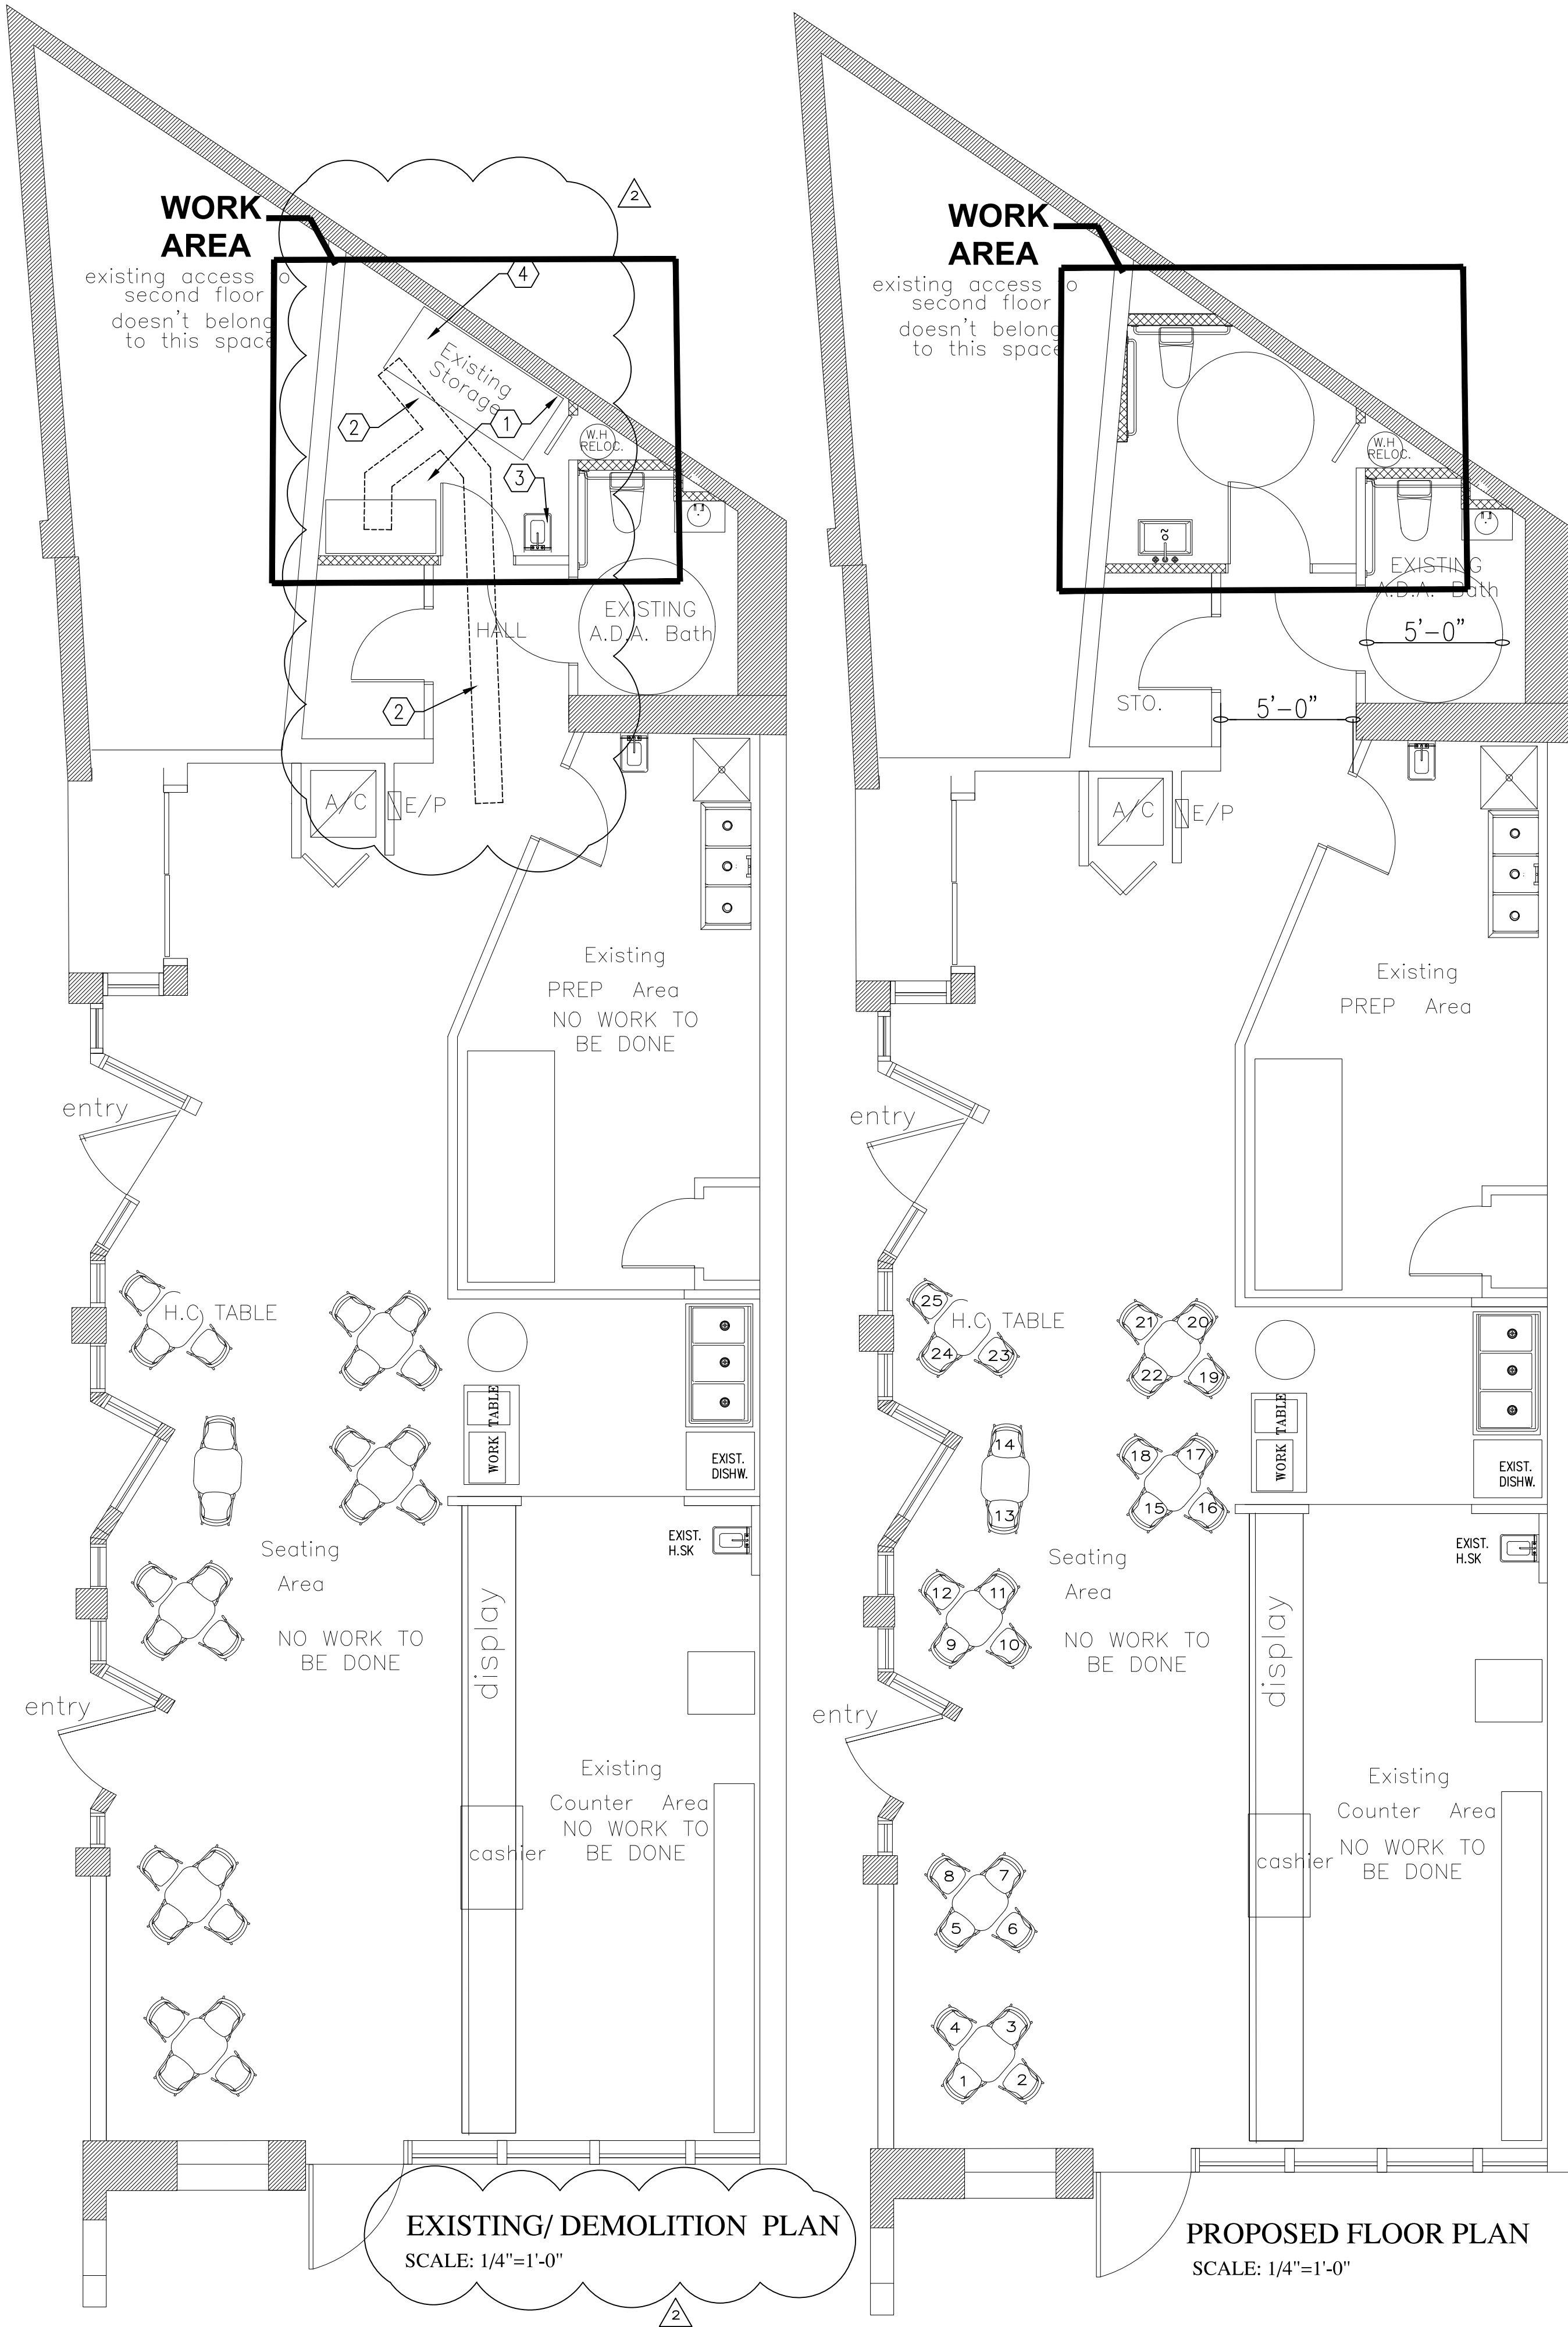 2
WORK
AREA
existing access to
second floor
doesn't belong
to this space
4
Existing
Storage
1
2
W.H
RELOC.
3
EXISTING
A.D.A. Bath
HALL
2
A/C
E/P
Existing
PREP Area
NO WORK TO
BE DONE
entry
H.C TABLE
WORK TABLE
EXIST.
DISHW.
EXIST.
H.SK
Seating
Area
NO WORK TO
BE DONE
display
entry
Existing
Counter Area
NO WORK TO
BE DONE
cashier
EXISTING/ DEMOLITION PLAN
SCALE: 1/4"=1'-0"
2
WORK
AREA
existing access to
second floor
doesn't belong
to this space
W.H
RELOC.
EXISTING
A.D.A. Bath
5'-0"
STO.
5'-0"
A/C
E/P
Existing
PREP Area
entry
25
H.C TABLE
24
23
21
20
22
19
WORK TABLE
14
13
18
17
15
16
EXIST.
DISHW.
EXIST.
H.SK
Seating
Area
12
11
9
10
NO WORK TO
BE DONE
display
entry
Existing
Counter Area
NO WORK TO
BE DONE
cashier
8
7
5
6
4
3
1
2
PROPOSED FLOOR PLAN
SCALE: 1/4"=1'-0"